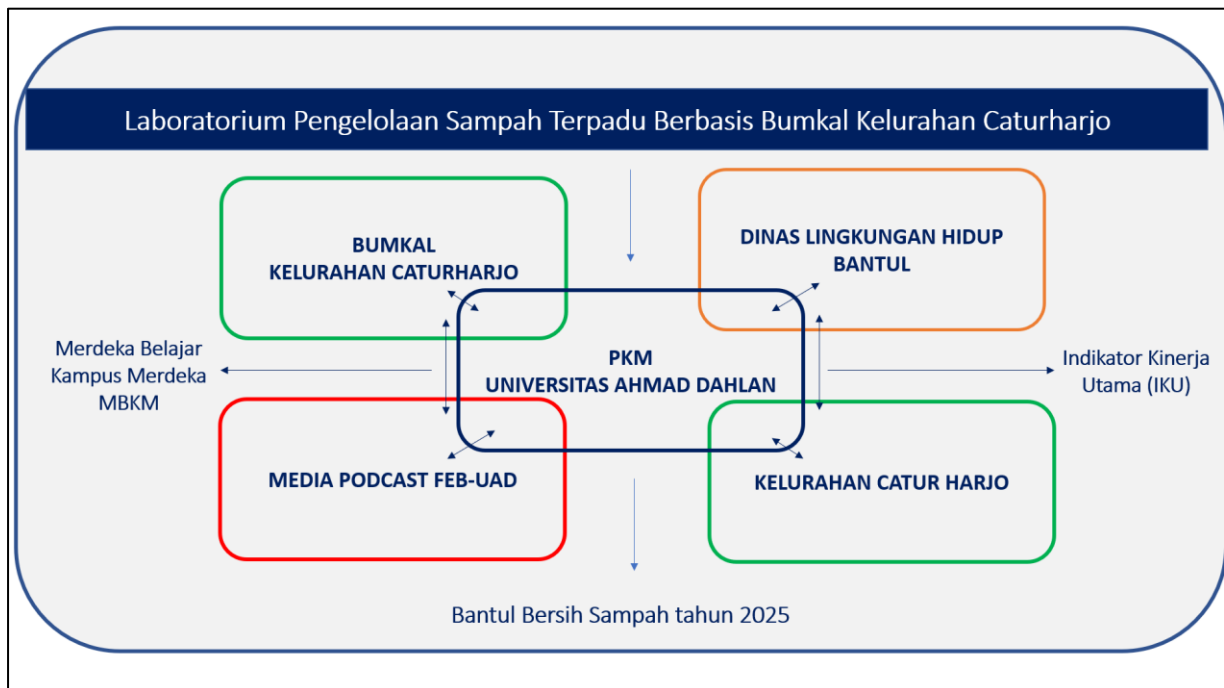 Laboratorium Pengelolaan Sampah Terpadu Berbasis Bumkal Kelurahan Caturharjo
BUMKAL
KELURAHAN CATURHARJO
DINAS LINGKUNGAN HIDUP
BANTUL
Merdeka Belajar
Kampus Merdeka
MBKM
PKM
UNIVERSITAS AHMAD DAHLAN
Indikator Kinerja
Utama (IKU)
MEDIA PODCAST FEB-UAD
KELURAHAN CATUR HARJO
Bantul Bersih Sampah tahun 2025